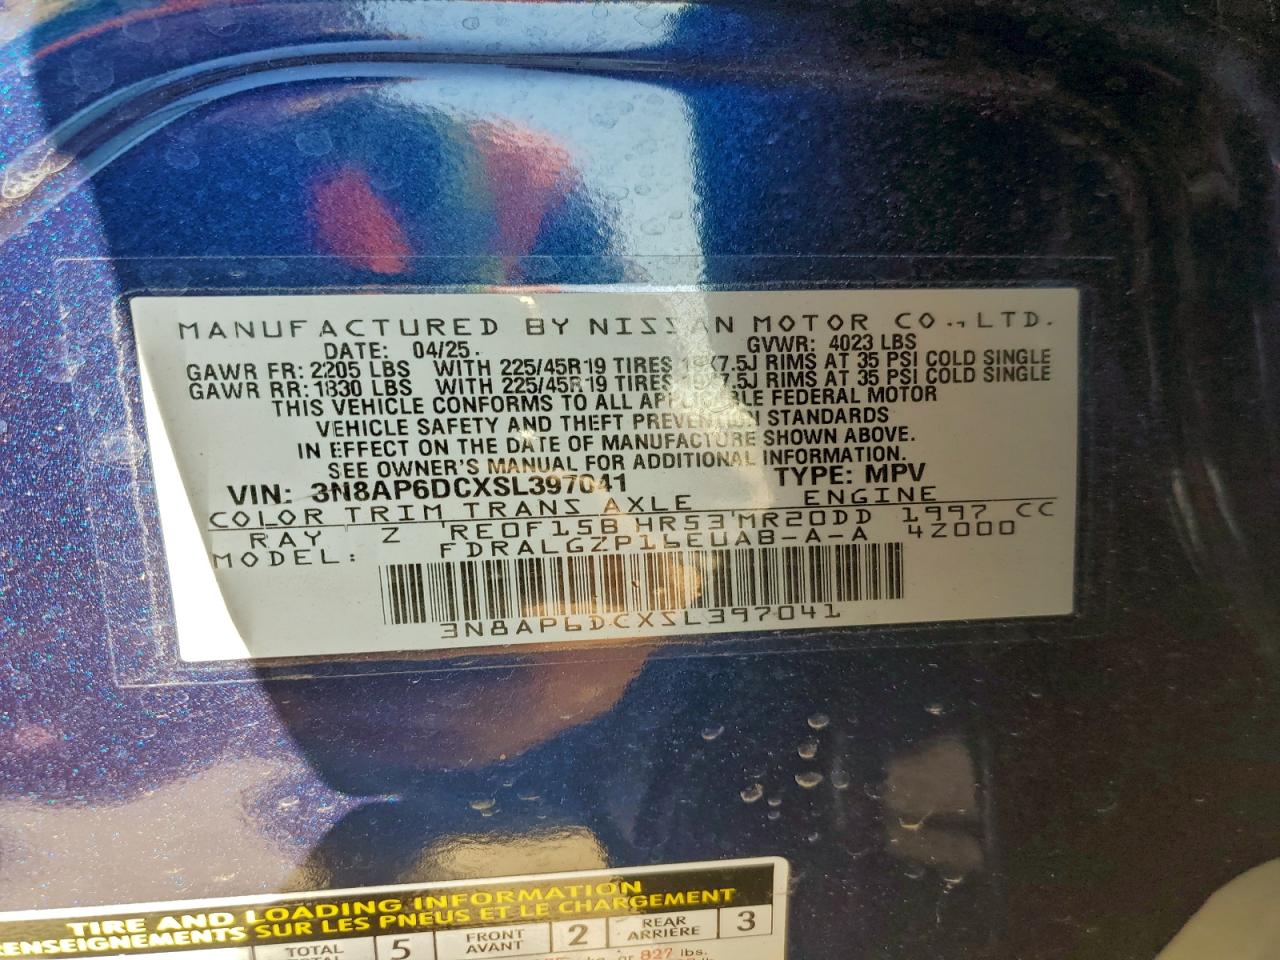 MANUFACTURED BY NISSAN MOTOR CO., LTD.
DATE: 04/25. GVWR: 4023 LBS
GAWR FR: 2205 LBS WITH 225/45R19 TIRES 19X7.5J RIMS AT 35 PSI COLD SINGLE
GAWR RR: 1830 LBS WITH 225/45R19 TIRES 19X7.5J RIMS AT 35 PSI COLD SINGLE
THIS VEHICLE CONFORMS TO ALL APPLICABLE FEDERAL MOTOR
VEHICLE SAFETY AND THEFT PREVENTION STANDARDS
IN EFFECT ON THE DATE OF MANUFACTURE SHOWN ABOVE.
SEE OWNER'S MANUAL FOR ADDITIONAL INFORMATION.
VIN: 3N8AP6DCXSL397041 TYPE: MPV
COLOR TRIM TRANS AXLE ENGINE
RAY Z RE0F15B HR53 MR20DD 1997 CC
MODEL: FDRALGZP16EUAB-A-A 4Z000
3N8AP6DCXSL397041
TIRE AND LOADING INFORMATION
RENSEIGNEMENTS SUR LES PNEUS ET LE CHARGEMENT
TOTAL 5 FRONT AVANT 2 REAR ARRIÈRE 3
or 827 lbs.